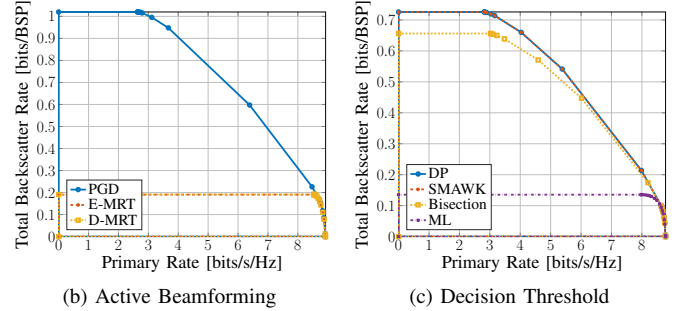 Total Backscatter Rate [bits/BSP]
1
0.9
0.8
0.7
0.6
0.5
0.4
0.3
0.2
0.1
0
PGD
E-MRT
D-MRT
0 1 2 3 4 5 6 7 8
Primary Rate [bits/s/Hz]
(b) Active Beamforming
Total Backscatter Rate [bits/BSP]
0.7
0.6
0.5
0.4
0.3
0.2
0.1
0
DP
SMAWK
Bisection
ML
0 1 2 3 4 5 6 7 8
Primary Rate [bits/s/Hz]
(c) Decision Threshold